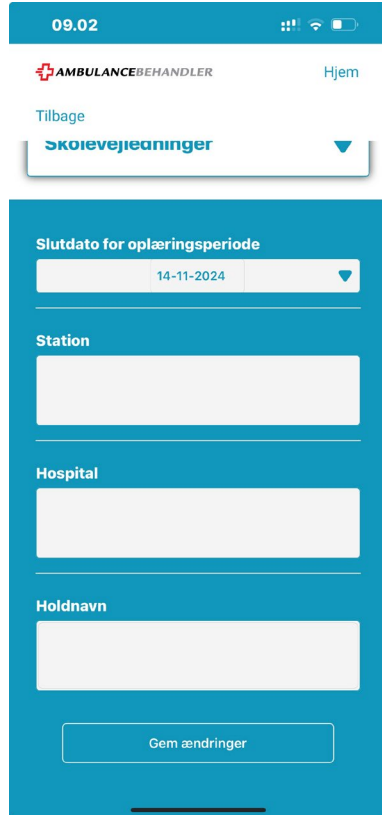 09.02
AMBULANCEBEHANDLER
Hjem
Tilbage
Skolevejledninger
Slutdato for oplæringsperiode
14-11-2024
Station
Hospital
Holdnavn
Gem ændringer